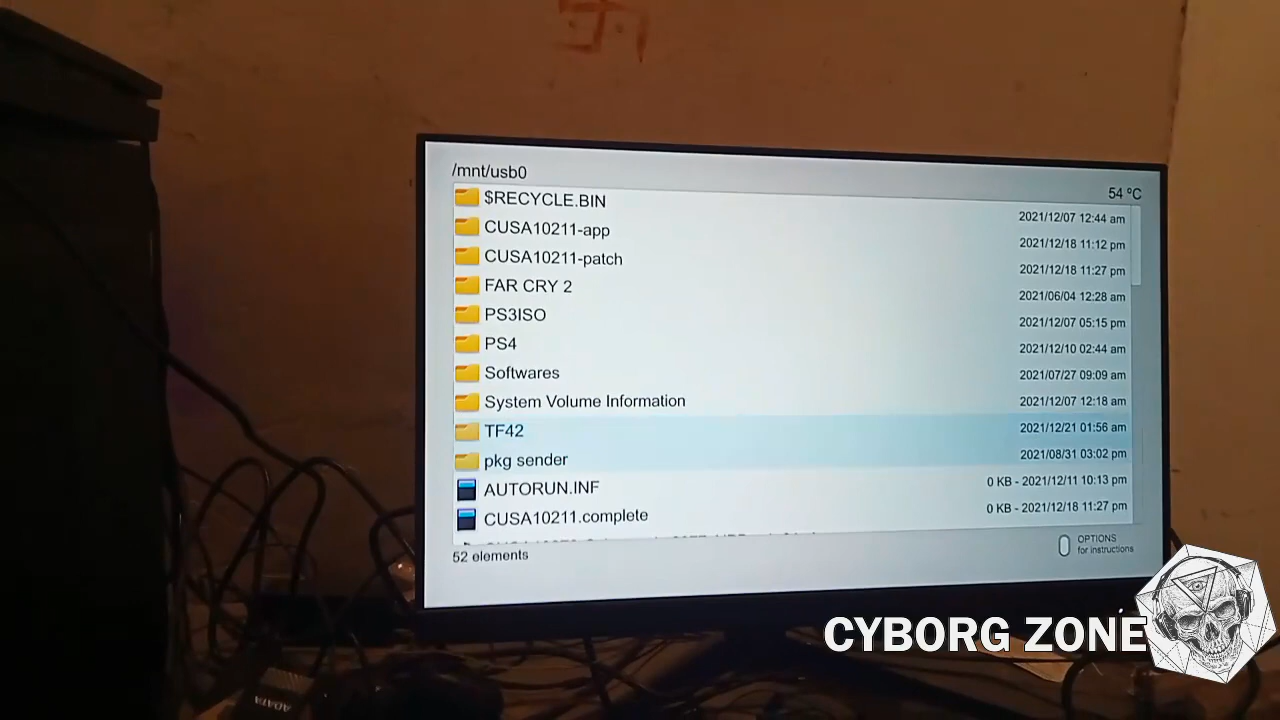 /mnt/usb0
54 ºC
$RECYCLE.BIN 2021/12/07 12:44 am
CUSA10211-app 2021/12/18 11:12 pm
CUSA10211-patch 2021/12/18 11:27 pm
FAR CRY 2 2021/06/04 12:28 am
PS3ISO 2021/12/07 05:15 pm
PS4 2021/12/10 02:44 am
Softwares 2021/07/27 09:09 am
System Volume Information 2021/12/07 12:18 am
TF42 2021/12/21 01:56 am
pkg sender 2021/08/31 03:02 pm
AUTORUN.INF 0 KB - 2021/12/11 10:13 pm
CUSA10211.complete 0 KB - 2021/12/18 11:27 pm
52 elements
OPTIONS
for instructions
CYBORG ZONE
ADATA